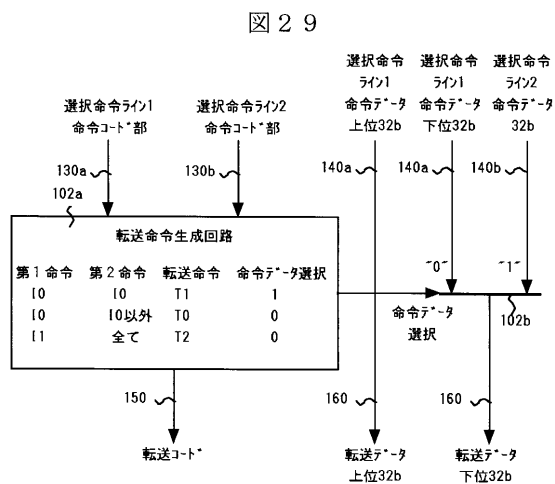 図２９
選択命令ライン1
命令コード部
選択命令ライン2
命令コード部
選択命令
ライン1
命令データ
上位32b
選択命令
ライン1
命令データ
下位32b
選択命令
ライン2
命令データ
32b
130a
130b
140a
140a
140b
102a
転送命令生成回路
第１命令 第２命令 転送命令 命令データ選択
I0 I0 T1 1
I0 I0以外 T0 0
I1 全て T2 0
"0"
"1"
命令データ
選択
102b
150
160
160
転送コード
転送データ
上位32b
転送データ
下位32b